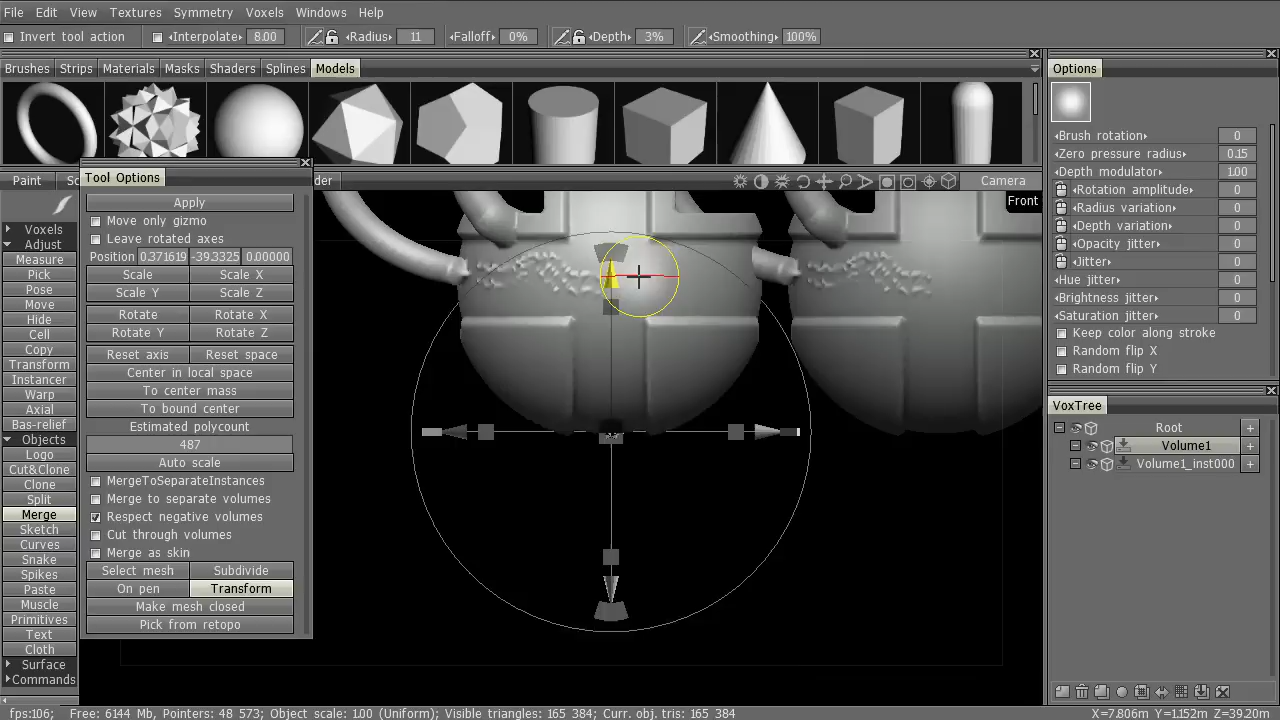 File Edit View Textures Symmetry Voxels Windows Help
Invert tool action Interpolate 8.00 Radius 11 Falloff 0% Depth 3% Smoothing 100%
Brushes Strips Materials Masks Shaders Splines Models
Options
Brush rotation 0
Zero pressure radius 0.15
Depth modulator 1.00
Rotation amplitude 0
Radius variation 0
Depth variation 0
Opacity jitter 0
Jitter 0
Hue jitter 0
Brightness jitter 0
Saturation jitter 0
Keep color along stroke
Random flip X
Random flip Y
Paint
Camera
Front
Tool Options
Apply
Move only gizmo
Leave rotated axes
Position 0.371619 -39.3325 0.00000
Scale Scale X
Scale Y Scale Z
Rotate Rotate X
Rotate Y Rotate Z
Reset axis Reset space
Center in local space
To center mass
To bound center
Estimated polycount
487
Auto scale
MergeToSeparateInstances
Merge to separate volumes
Respect negative volumes
Cut through volumes
Merge as skin
Select mesh Subdivide
On pen Transform
Make mesh closed
Pick from retopo
Voxels
Adjust
Measure
Pick
Pose
Move
Hide
Cell
Copy
Transform
Instancer
Warp
Axial
Bas-relief
Objects
Logo
Cut&Clone
Clone
Split
Merge
Sketch
Curves
Snake
Spikes
Paste
Muscle
Primitives
Text
Cloth
Surface
Commands
VoxTree
Root +
Volume1 +
Volume1_inst000 +
fps:106; Free: 6144 Mb, Pointers: 48 573; Object scale: 1.00 (Uniform); Visible triangles: 165 384; Curr. obj. tris: 165 384;
X=7.806m Y=1.152m Z=39.20m